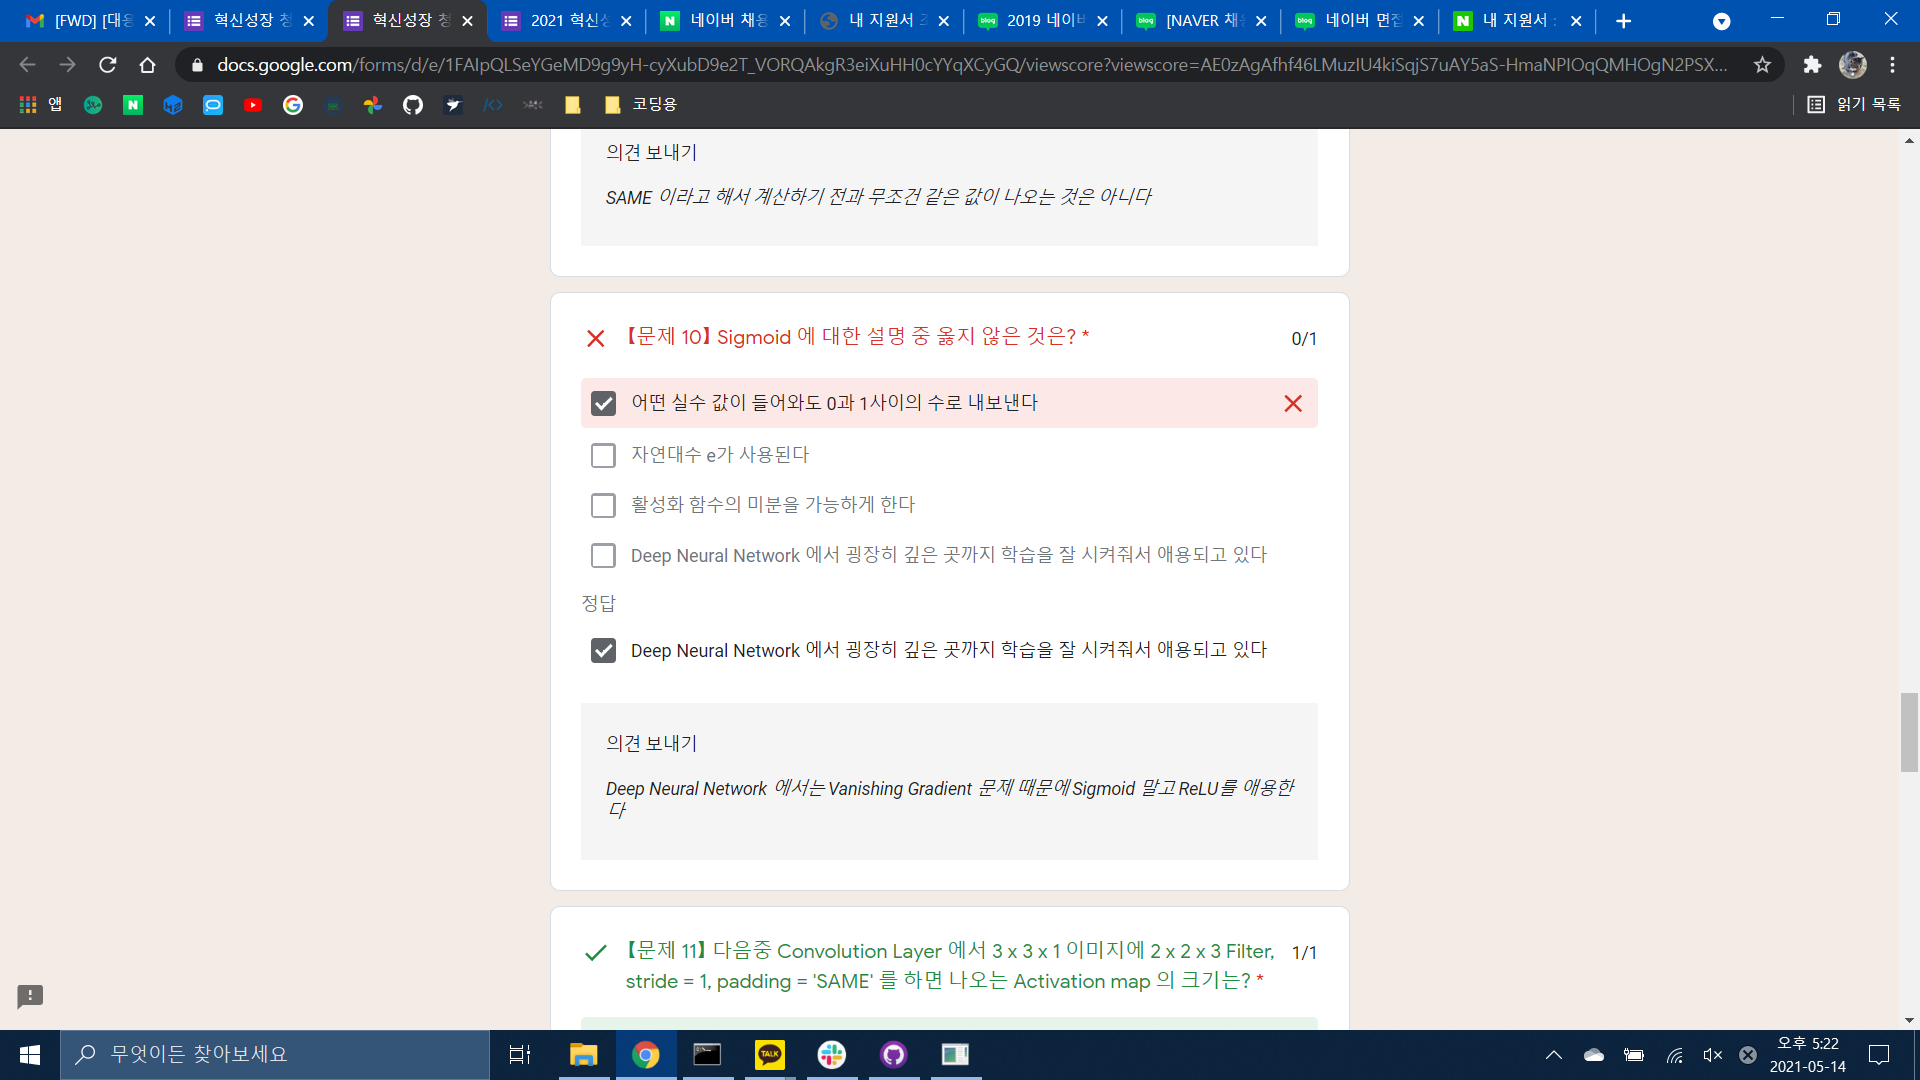 [FWD] [대응
혁신성장 청
혁신성장 청
2021 혁신성
네이버 채용
내 지원서 조
2019 네이버
[NAVER 채용
네이버 면접
내 지원서 :
docs.google.com/forms/d/e/1FAIpQLSeYGeMD9g9yH-cyXubD9e2T_VORQAkgR3eiXuHH0cYYqXCyGQ/viewscore?viewscore=AE0zAgAfhf46LMuzIU4kiSqjS7uAY5aS-HmaNPIOqQMHOgN2PSX...
앱
코딩용
읽기 목록
의견 보내기
SAME 이라고 해서 계산하기 전과 무조건 같은 값이 나오는 것은 아니다
【문제 10】 Sigmoid 에 대한 설명 중 옳지 않은 것은? *
0/1
어떤 실수 값이 들어와도 0과 1사이의 수로 내보낸다
자연대수 e가 사용된다
활성화 함수의 미분을 가능하게 한다
Deep Neural Network 에서 굉장히 깊은 곳까지 학습을 잘 시켜줘서 애용되고 있다
정답
Deep Neural Network 에서 굉장히 깊은 곳까지 학습을 잘 시켜줘서 애용되고 있다
의견 보내기
Deep Neural Network 에서는 Vanishing Gradient 문제 때문에 Sigmoid 말고 ReLU를 애용한
다
【문제 11】 다음중 Convolution Layer 에서 3 x 3 x 1 이미지에 2 x 2 x 3 Filter,
1/1
stride = 1, padding = 'SAME' 를 하면 나오는 Activation map 의 크기는? *
무엇이든 찾아보세요
TALK
오후 5:22
2021-05-14